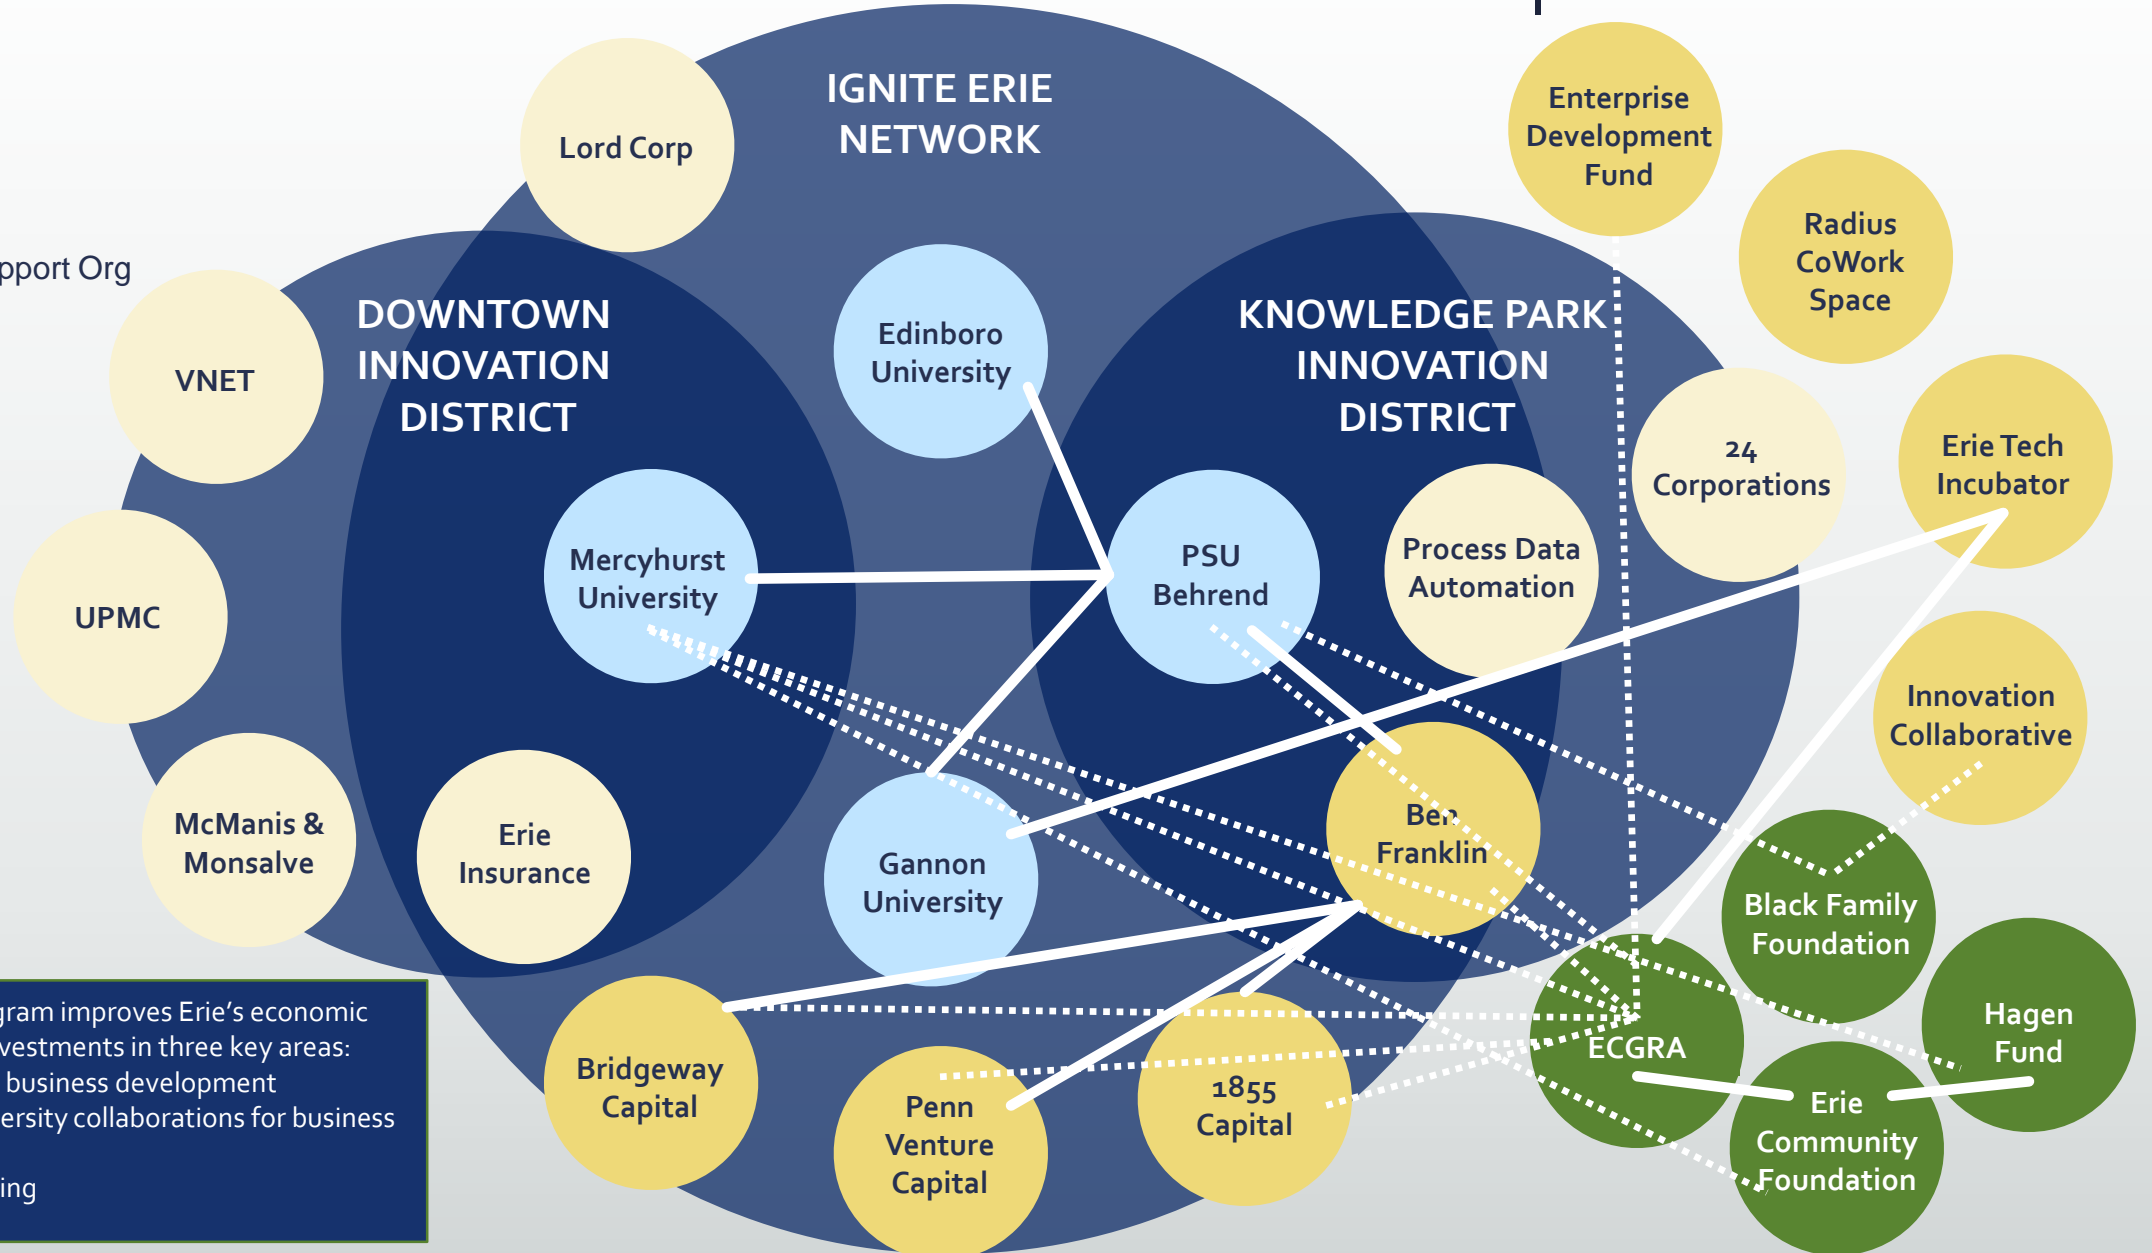 IGNITE ERIE
NETWORK
Lord Corp
Enterprise
Development
Fund
Radius
CoWork
Space
pport Org
VNET
DOWNTOWN
INNOVATION
DISTRICT
Edinboro
University
KNOWLEDGE PARK
INNOVATION
DISTRICT
24
Corporations
Erie Tech
Incubator
Mercyhurst
University
PSU
Behrend
Process Data
Automation
UPMC
Innovation
Collaborative
McManis &
Monsalve
Erie
Insurance
Gannon
University
Ben
Franklin
Black Family
Foundation
Hagen
Fund
ECGRA
Erie
Community
Foundation
Bridgeway
Capital
Penn
Venture
Capital
1855
Capital
gram improves Erie's economic
vestments in three key areas:
business development
ersity collaborations for business
ing